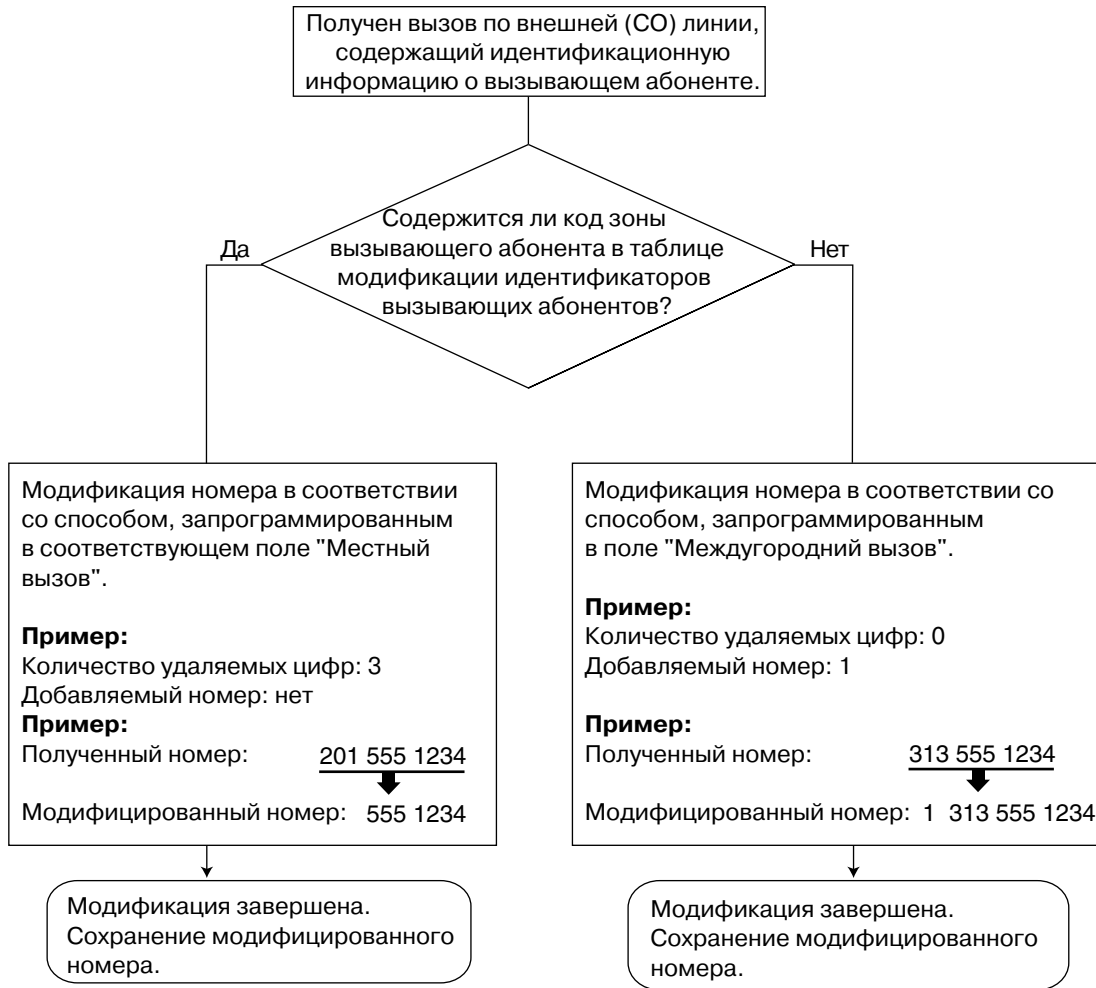 Получен вызов по внешней (СО) линии,
содержащий идентификационную
информацию о вызывающем абоненте.
Содержится ли код зоны
вызывающего абонента в таблице
модификации идентификаторов
вызывающих абонентов?
Да
Нет
Модификация номера в соответствии
со способом, запрограммированным
в соответствующем поле "Местный
вызов".
Пример:
Количество удаляемых цифр: 3
Добавляемый номер: нет
Пример:
Полученный номер: 201 555 1234
Модифицированный номер: 555 1234
Модификация завершена.
Сохранение модифицированного
номера.
Модификация номера в соответствии со
способом, запрограммированным
в поле "Междугородний вызов".
Пример:
Количество удаляемых цифр: 0
Добавляемый номер: 1
Пример:
Полученный номер: 313 555 1234
Модифицированный номер: 1 313 555 1234
Модификация завершена.
Сохранение модифицированного
номера.